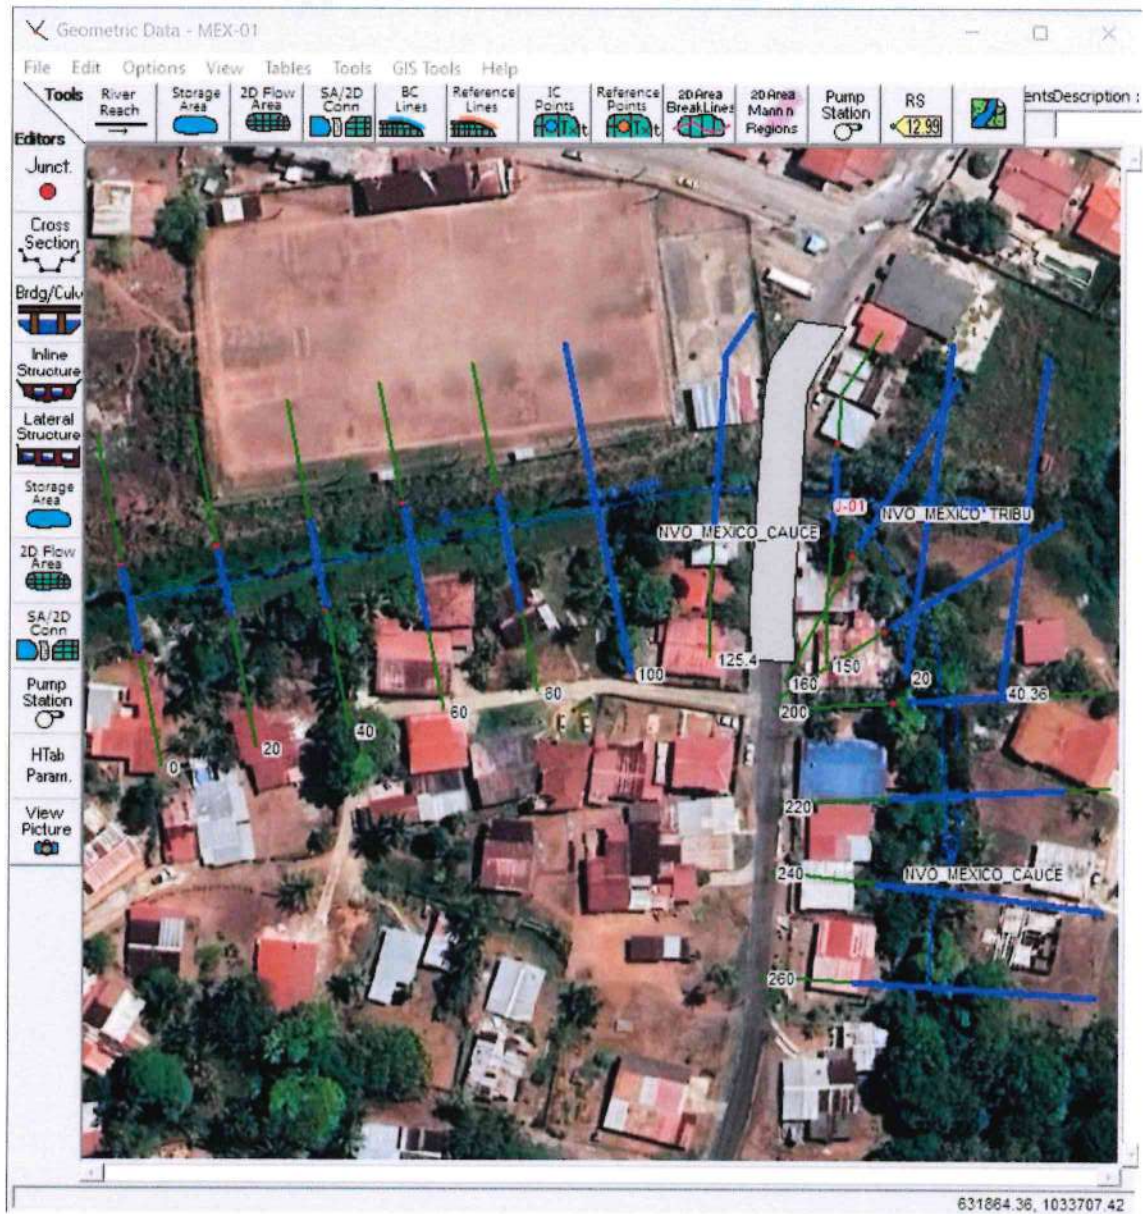 Geometric Data - MEX-01
File Edit Options View Tables Tools GIS Tools Help
Tools
River Reach
Storage Area
2D Flow Area
SA/2D Conn
BC Lines
Reference Lines
IC Points
Reference Points
2D Area BreakLines
2D Area Mann n Regions
Pump Station
RS
12.99
Description :
Editors
Junct.
Cross Section
Brdg/Culv
Inline Structure
Lateral Structure
Storage Area
2D Flow Area
SA/2D Conn
Pump Station
HTab Param.
View Picture
J-01
NVO_MEXICO_TRIBU
NVO_MEXICO_CAUCE
125.4
100
80
60
40
20
0
160
150
200
20
40.36
220
240
NVO_MEXICO_CAUCE
260
631864.36, 1033707.42